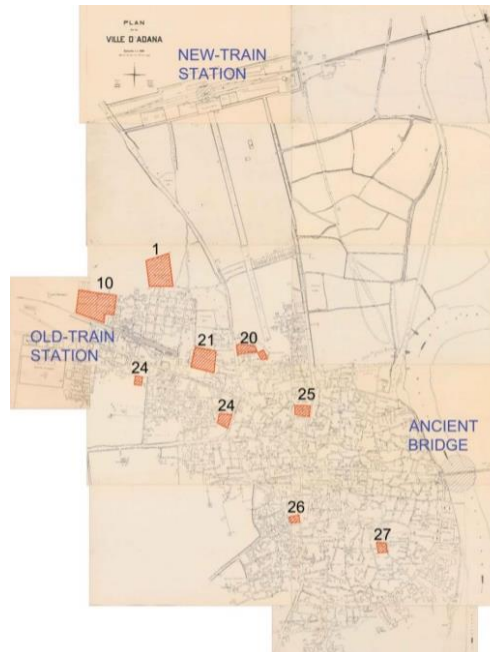 PLAN
VILLE D'ADANA
NEW-TRAIN
STATION
1
10
OLD-TRAIN
STATION
21
20
24
24
25
ANCIENT
BRIDGE
26
27